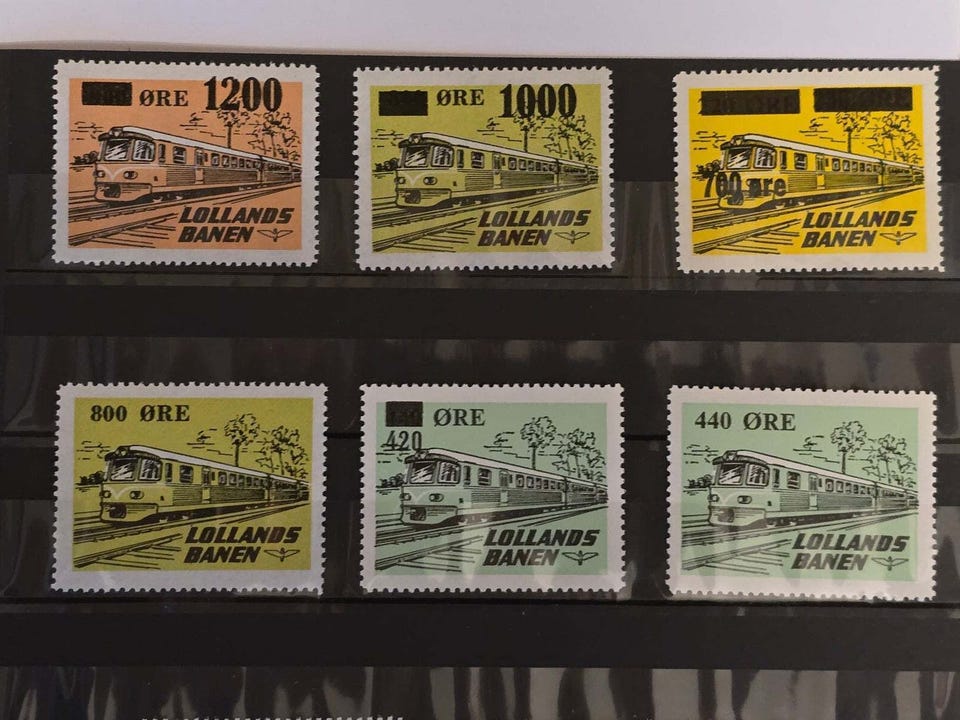 ØRE 1200
LOLLANDS
BANEN
ØRE 1000
LOLLANDS
BANEN
700 øre
LOLLANDS
BANEN
800 ØRE
LOLLANDS
BANEN
ØRE
420
LOLLANDS
BANEN
440 ØRE
LOLLANDS
BANEN